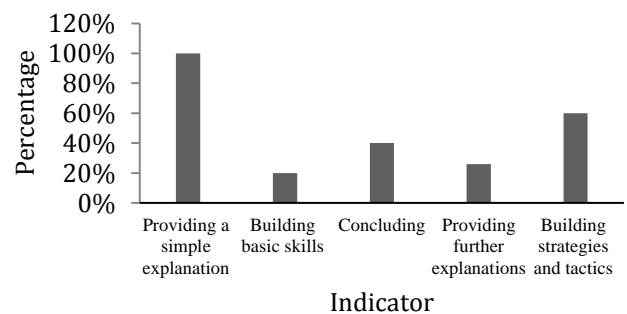 120%
100%
80%
60%
40%
20%
0%
Percentage
Providing a
simple
explanation
Building
basic skills
Concluding
Providing
further
explanations
Building
strategies
and tactics
Indicator